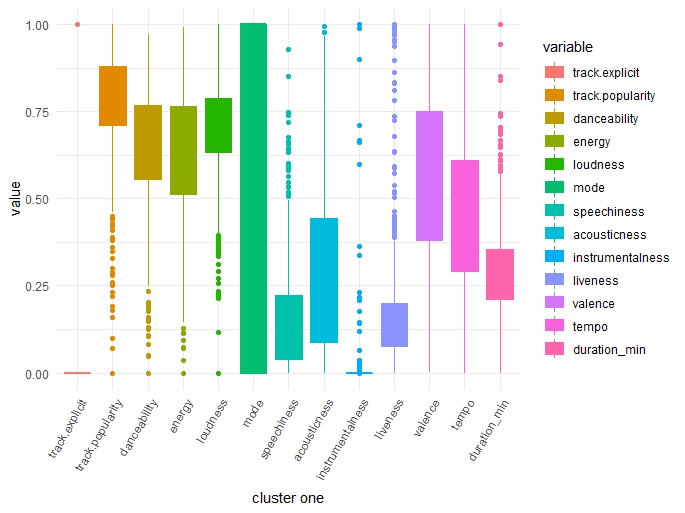 1.00
0.75
0.50
0.25
0.00
value
track.explicit
track.popularity
danceability
energy
loudness
mode
speechiness
acousticness
instrumentalness
liveness
valence
tempo
duration_min
cluster one
variable
track.explicit
track.popularity
danceability
energy
loudness
mode
speechiness
acousticness
instrumentalness
liveness
valence
tempo
duration_min